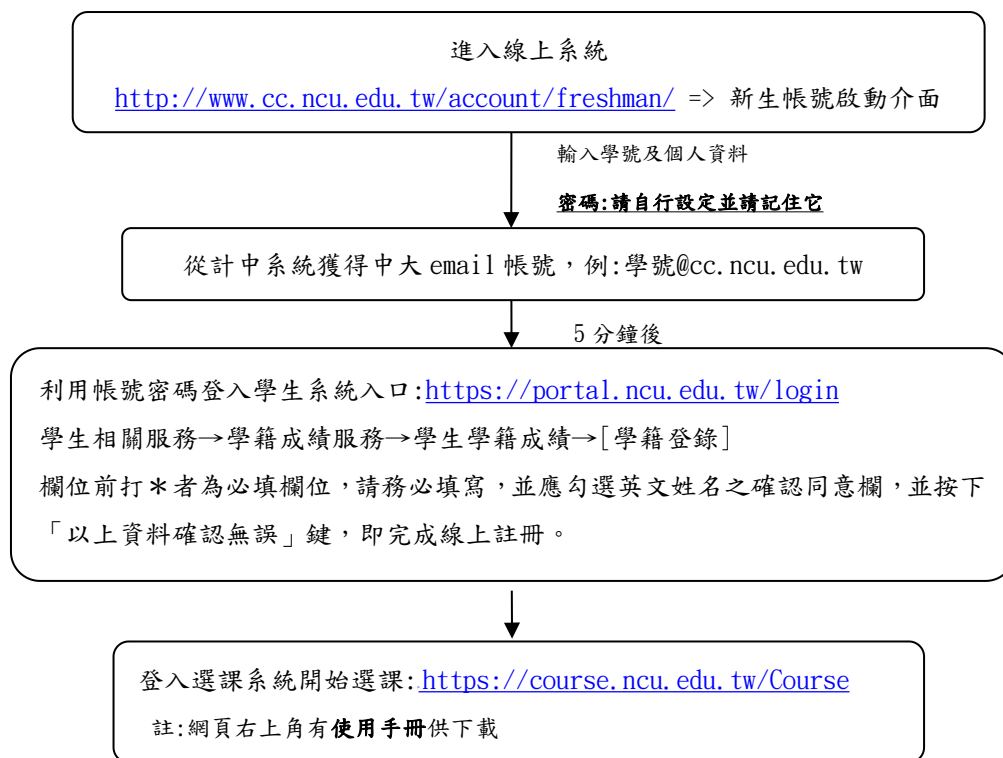 進入線上系統
http://www.cc.ncu.edu.tw/account/freshman/ => 新生帳號啟動介面
輸入學號及個人資料
密碼:請自行設定並請記住它
從計中系統獲得中大 email 帳號，例:學號@cc.ncu.edu.tw
5 分鐘後
利用帳號密碼登入學生系統入口:https://portal.ncu.edu.tw/login
學生相關服務→學籍成績服務→學生學籍成績→[學籍登錄]
欄位前打＊者為必填欄位，請務必填寫，並應勾選英文姓名之確認同意欄，並按下
「以上資料確認無誤」鍵，即完成線上註冊。
登入選課系統開始選課:https://course.ncu.edu.tw/Course
註:網頁右上角有使用手冊供下載